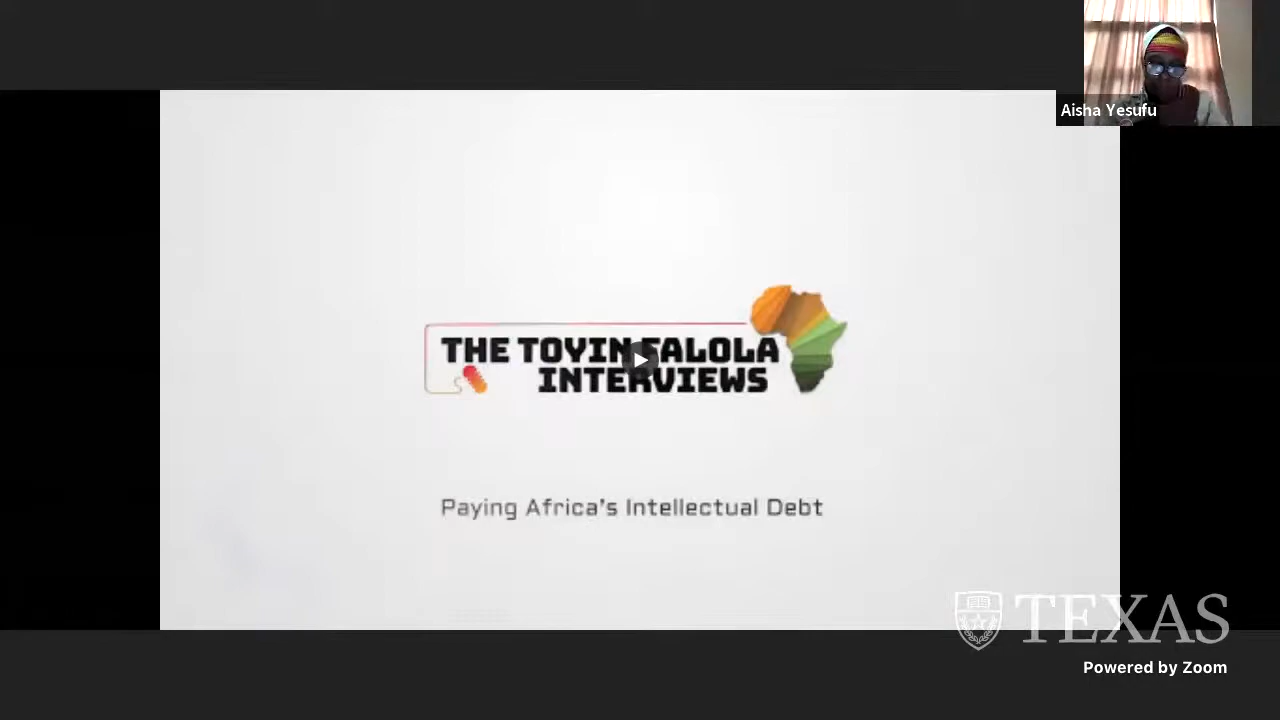 Aisha Yesufu
THE TOYIN FALOLA
INTERVIEWS
Paying Africa's Intellectual Debt
TEXAS
Powered by Zoom